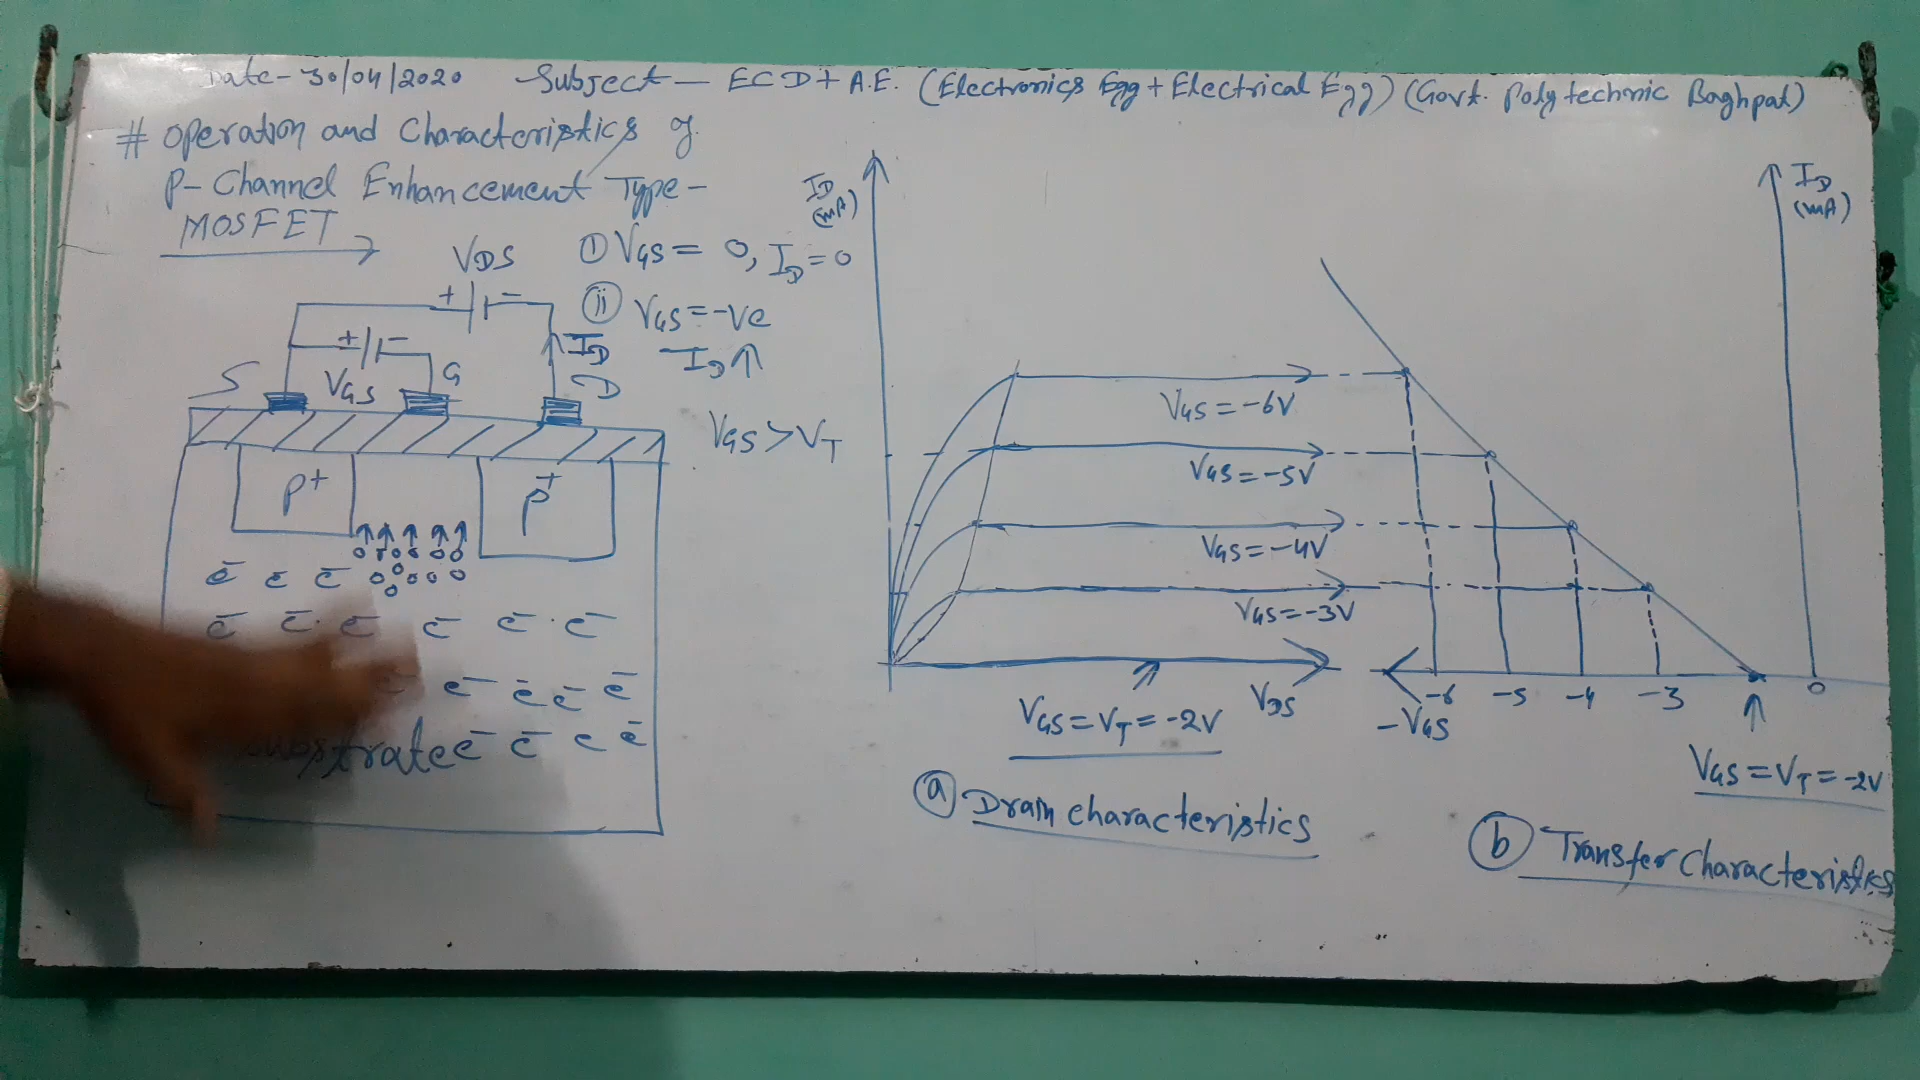 Date-30/04/2020 Subject - ECD+A.E. (Electronics Egg + Electrical Egg) (Govt. Polytechnic Baghpat)
# Operation and Characteristics of
P- Channel Enhancement Type -
MOSFET
VDS
+ -
+ -
VGS
S
G
D
ID
① VGS = 0, ID = 0
ⅱ VGS = -Ve
ID ↑
VGS > VT
P+ P+
e- e e-
e- e- e- e- e- e-
e- e- e- e-
e- e- e e-
ID
(mA)
VGS = -6V
VGS = -5V
VGS = -4V
VGS = -3V
VDS
VGS = VT = -2V
ⓐ Drain characteristics
ID
(mA)
-6 -5 -4 -3 0
-VGS
VGS = VT = -2V
ⓑ Transfer Characteristics